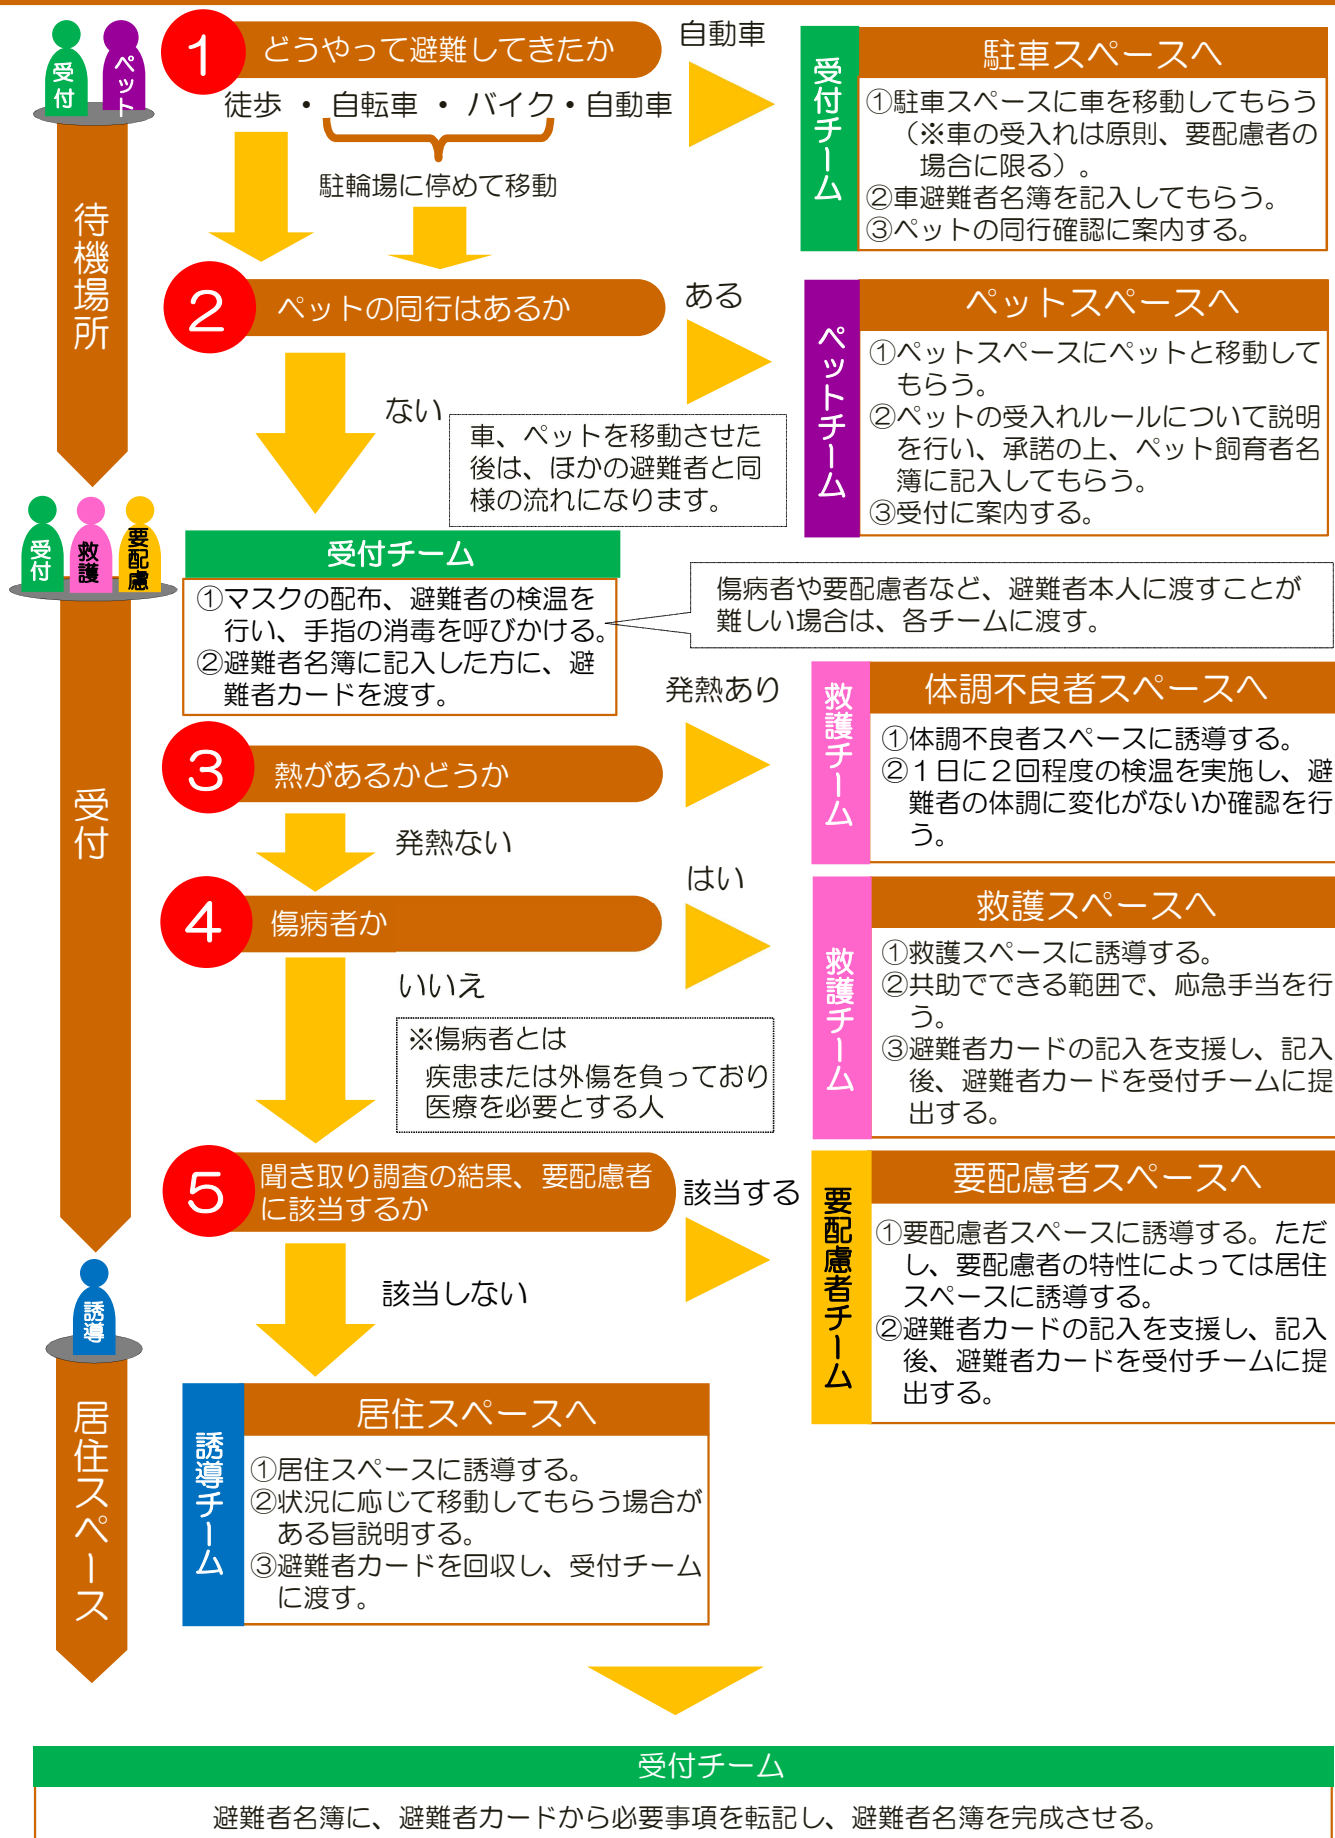 受付
ペット
1
どうやって避難してきたか
自動車
徒歩 ・ 自転車 ・ バイク・自動車
駐輪場に停めて移動
受付チーム
駐車スペースへ
①駐車スペースに車を移動してもらう
（※車の受入れは原則、要配慮者の
場合に限る）。
②車避難者名簿を記入してもらう。
③ペットの同行確認に案内する。
待機場所
2
ペットの同行はあるか
ある
ない
車、ペットを移動させた
後は、ほかの避難者と同
様の流れになります。
ペットチーム
ペットスペースへ
①ペットスペースにペットと移動して
もらう。
②ペットの受入れルールについて説明
を行い、承諾の上、ペット飼育者名
簿に記入してもらう。
③受付に案内する。
受付
救護
要配慮
受付チーム
①マスクの配布、避難者の検温を
行い、手指の消毒を呼びかける。
②避難者名簿に記入した方に、避
難者カードを渡す。
傷病者や要配慮者など、避難者本人に渡すことが
難しい場合は、各チームに渡す。
受付
3
熱があるかどうか
発熱あり
発熱ない
救護チーム
体調不良者スペースへ
①体調不良者スペースに誘導する。
②１日に２回程度の検温を実施し、避
難者の体調に変化がないか確認を行
う。
4
傷病者か
はい
いいえ
※傷病者とは
疾患または外傷を負っており
医療を必要とする人
救護チーム
救護スペースへ
①救護スペースに誘導する。
②共助でできる範囲で、応急手当を行
う。
③避難者カードの記入を支援し、記入
後、避難者カードを受付チームに提
出する。
5
聞き取り調査の結果、要配慮者
に該当するか
該当する
該当しない
要配慮者チーム
要配慮者スペースへ
①要配慮者スペースに誘導する。ただ
し、要配慮者の特性によっては居住
スペースに誘導する。
②避難者カードの記入を支援し、記入
後、避難者カードを受付チームに提
出する。
誘導
居住スペース
誘導チーム
居住スペースへ
①居住スペースに誘導する。
②状況に応じて移動してもらう場合が
ある旨説明する。
③避難者カードを回収し、受付チーム
に渡す。
受付チーム
避難者名簿に、避難者カードから必要事項を転記し、避難者名簿を完成させる。